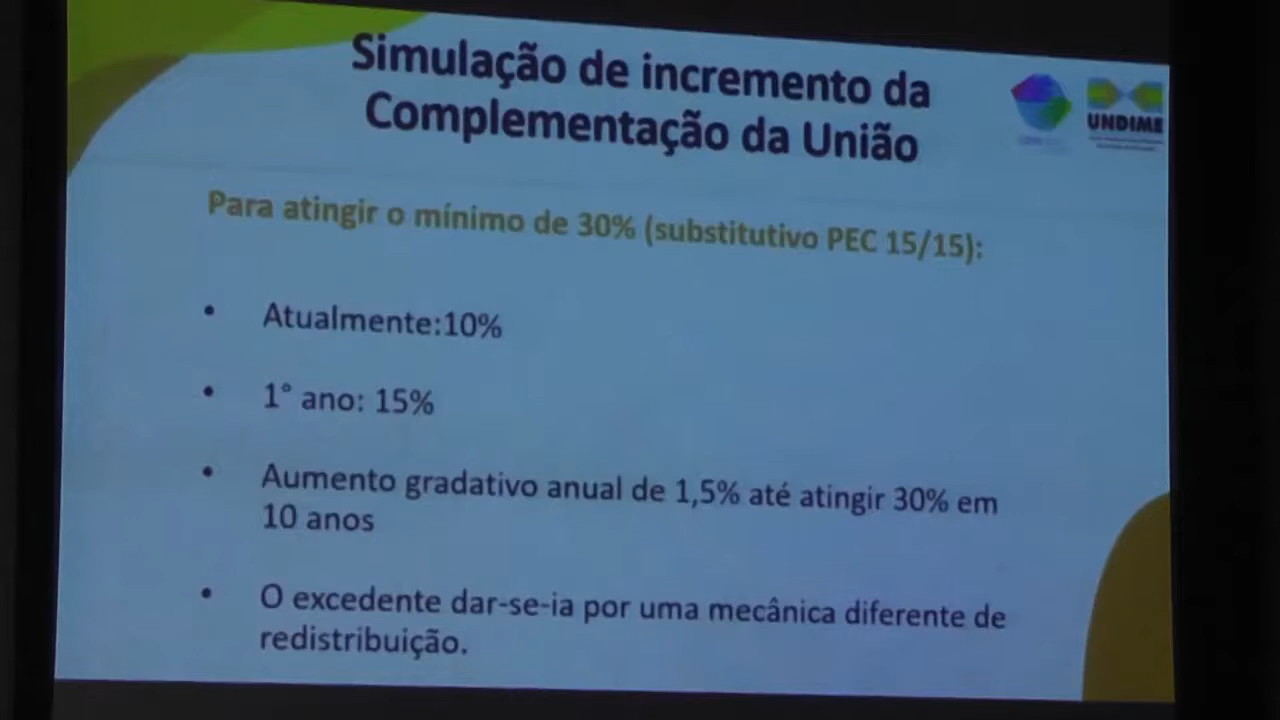 Simulação de incremento da
Complementação da União
UNDIME
Para atingir o mínimo de 30% (substitutivo PEC 15/15):
• Atualmente:10%
• 1° ano: 15%
• Aumento gradativo anual de 1,5% até atingir 30% em
10 anos
• O excedente dar-se-ia por uma mecânica diferente de
redistribuição.